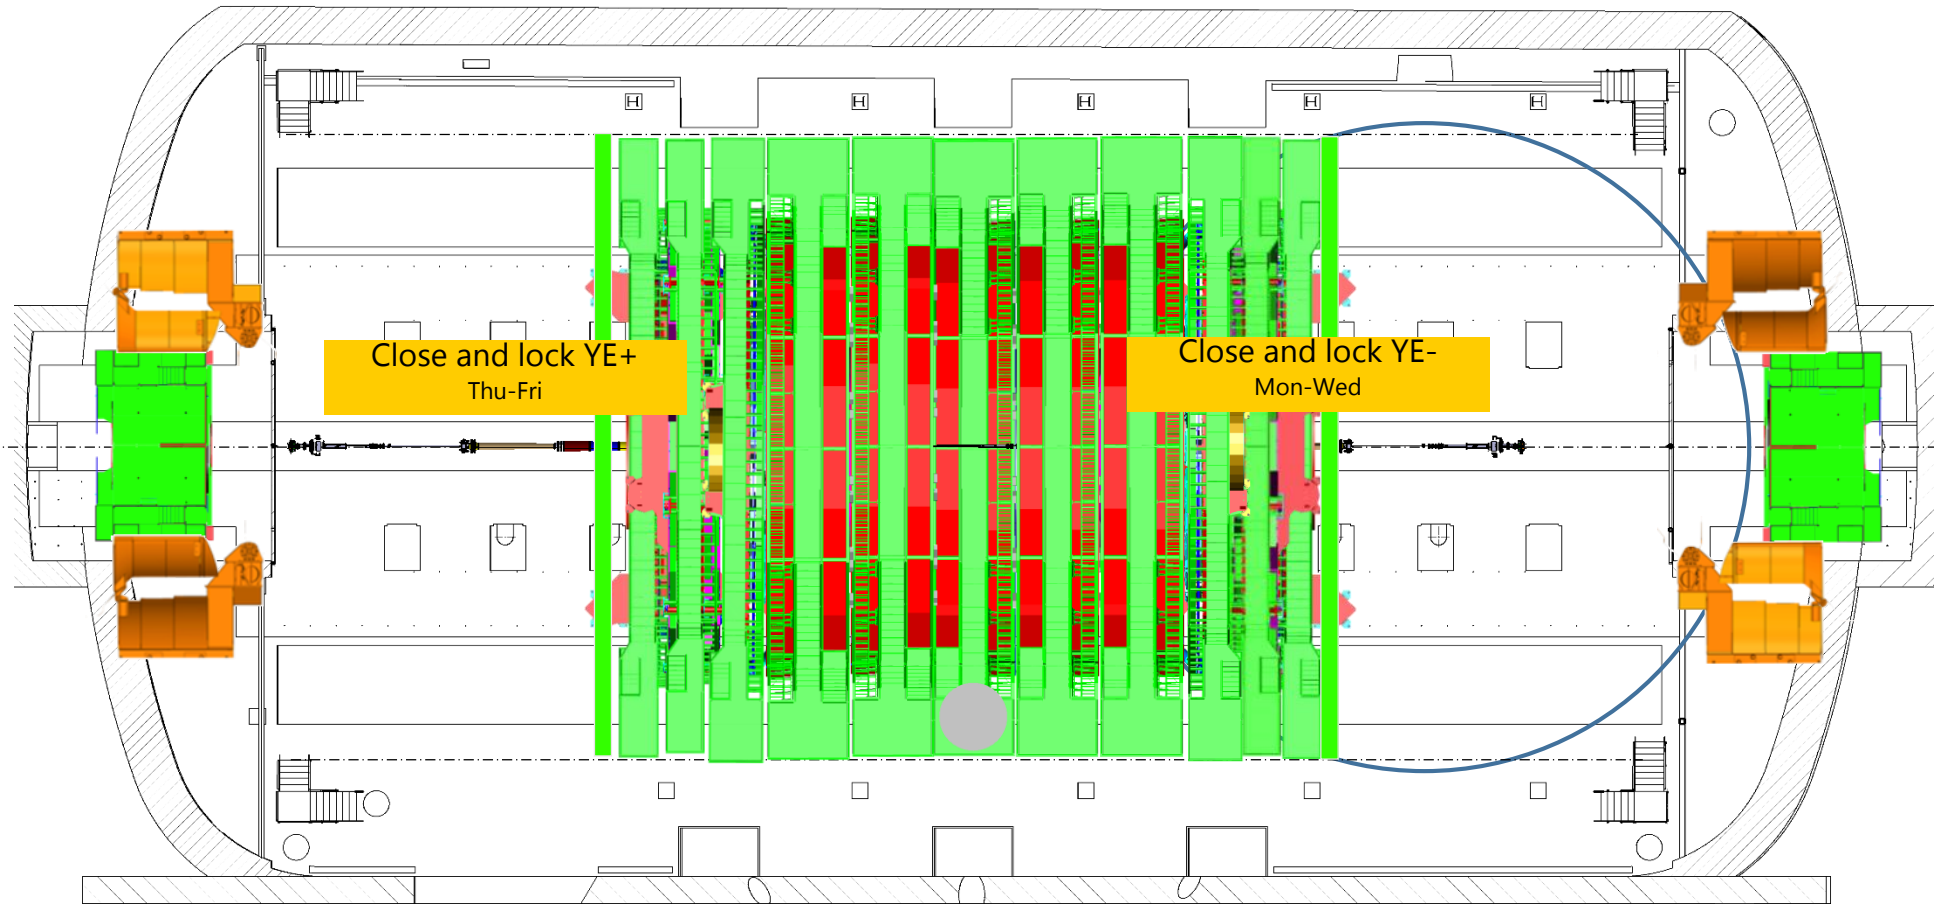 Close and lock YE+
Thu-Fri
Close and lock YE-
Mon-Wed